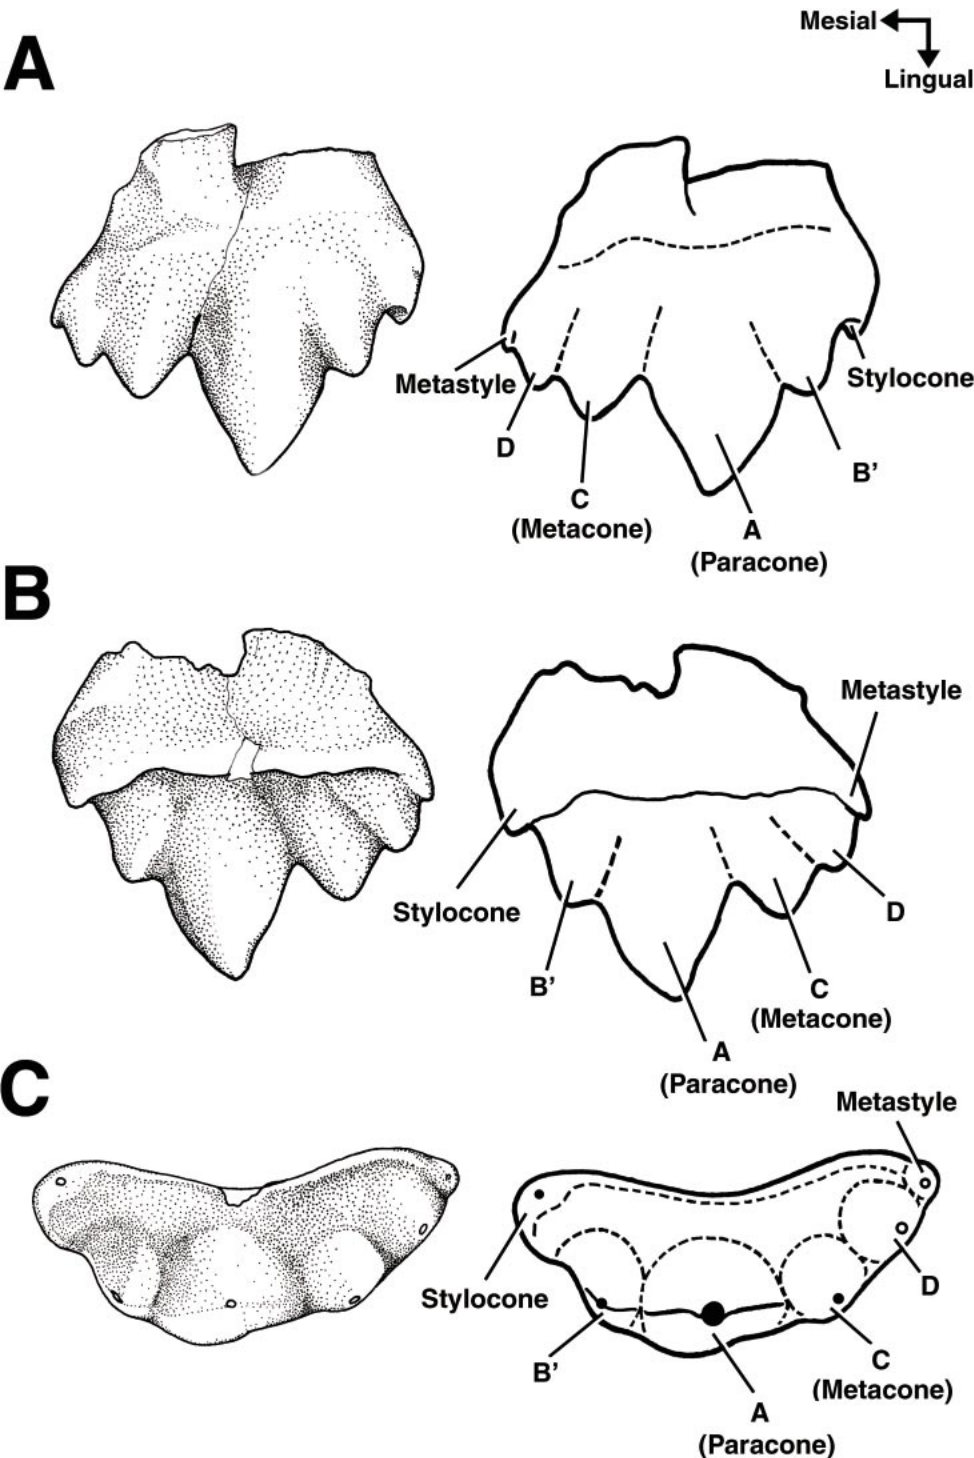 A
Mesial
Lingual
Metastyle
Stylocone
D
B’
C
(Metacone)
A
(Paracone)
B
Metastyle
Stylocone
D
B’
C
(Metacone)
A
(Paracone)
C
Metastyle
Stylocone
D
B’
C
(Metacone)
A
(Paracone)